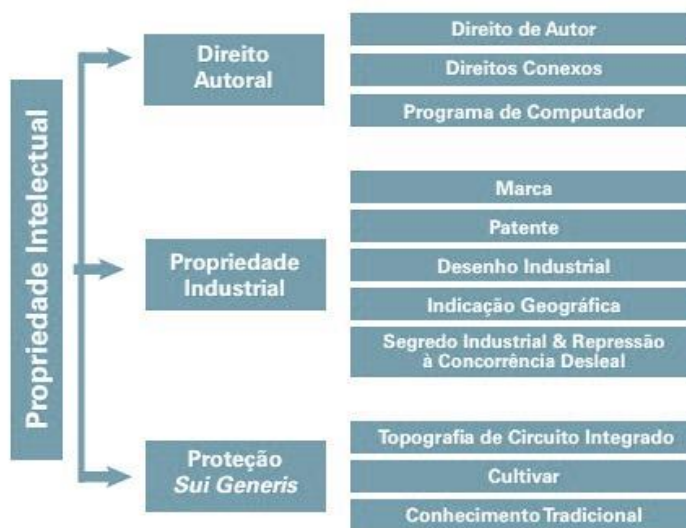 Propriedade Intelectual
Direito
Autoral
Direito de Autor
Direitos Conexos
Programa de Computador
Propriedade
Industrial
Marca
Patente
Desenho Industrial
Indicação Geográfica
Segredo Industrial & Repressão
à Concorrência Desleal
Proteção
Sui Generis
Topografia de Circuito Integrado
Cultivar
Conhecimento Tradicional